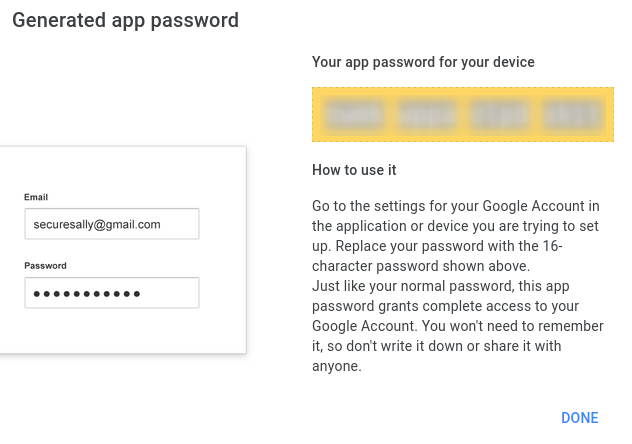 Generated app password
Your app password for your device
How to use it
Go to the settings for your Google Account in
the application or device you are trying to set
up. Replace your password with the 16-
character password shown above.
Just like your normal password, this app
password grants complete access to your
Google Account. You won't need to remember
it, so don't write it down or share it with
anyone.
Email
securesally@gmail.com
Password
DONE